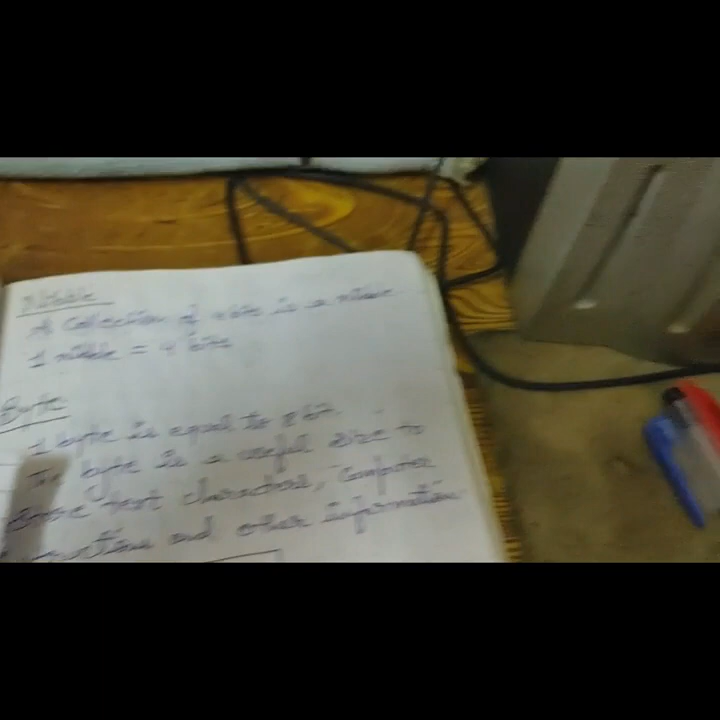 Nibble
A collection of 4 bits is a nibble
1 nibble = 4 bits
Byte
1 byte is equal to 8 bit.
The byte is a useful size to
store text characters, Computer
and other information